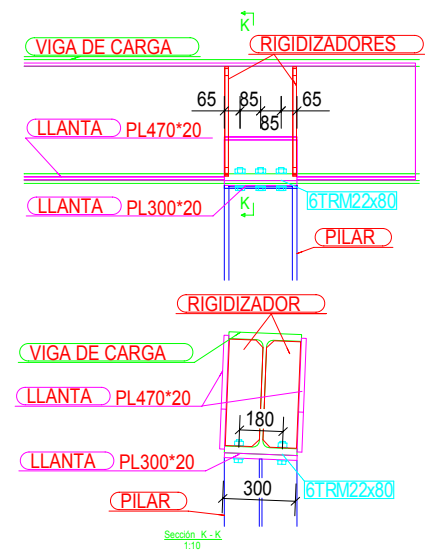 K
VIGA DE CARGA
RIGIDIZADORES
65
85
85
65
LLANTA PL470*20
LLANTA PL300*20
K
6TRM22x80
PILAR
RIGIDIZADOR
VIGA DE CARGA
LLANTA PL470*20
180
LLANTA PL300*20
300
6TRM22x80
PILAR
Sección K - K
1:10